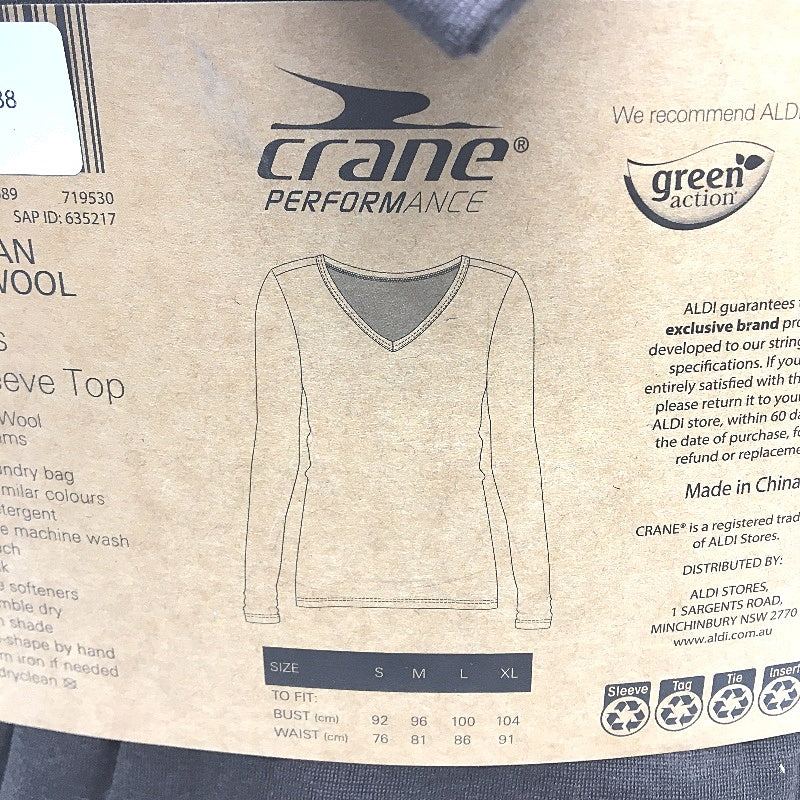 38
89 719530
SAP ID: 635217
AN
WOOL
S
eeve Top
Wool
ms
undry bag
milar colours
etergent
e machine wash
ch
k
softeners
mble dry
n shade
-shape by hand
m iron if needed
dryclean
crane®
PERFORMANCE
SIZE S M L XL
TO FIT:
BUST (cm) 92 96 100 104
WAIST (cm) 76 81 86 91
We recommend ALDI
green
action
ALDI guarantees
exclusive brand pro
developed to our string
specifications. If you
entirely satisfied with th
please return it to your
ALDI store, within 60 da
the date of purchase, fo
refund or replaceme
Made in China
CRANE® is a registered trad
of ALDI Stores.
DISTRIBUTED BY:
ALDI STORES,
1 SARGENTS ROAD,
MINCHINBURY NSW 2770
www.aldi.com.au
Sleeve Tag Tie Insert